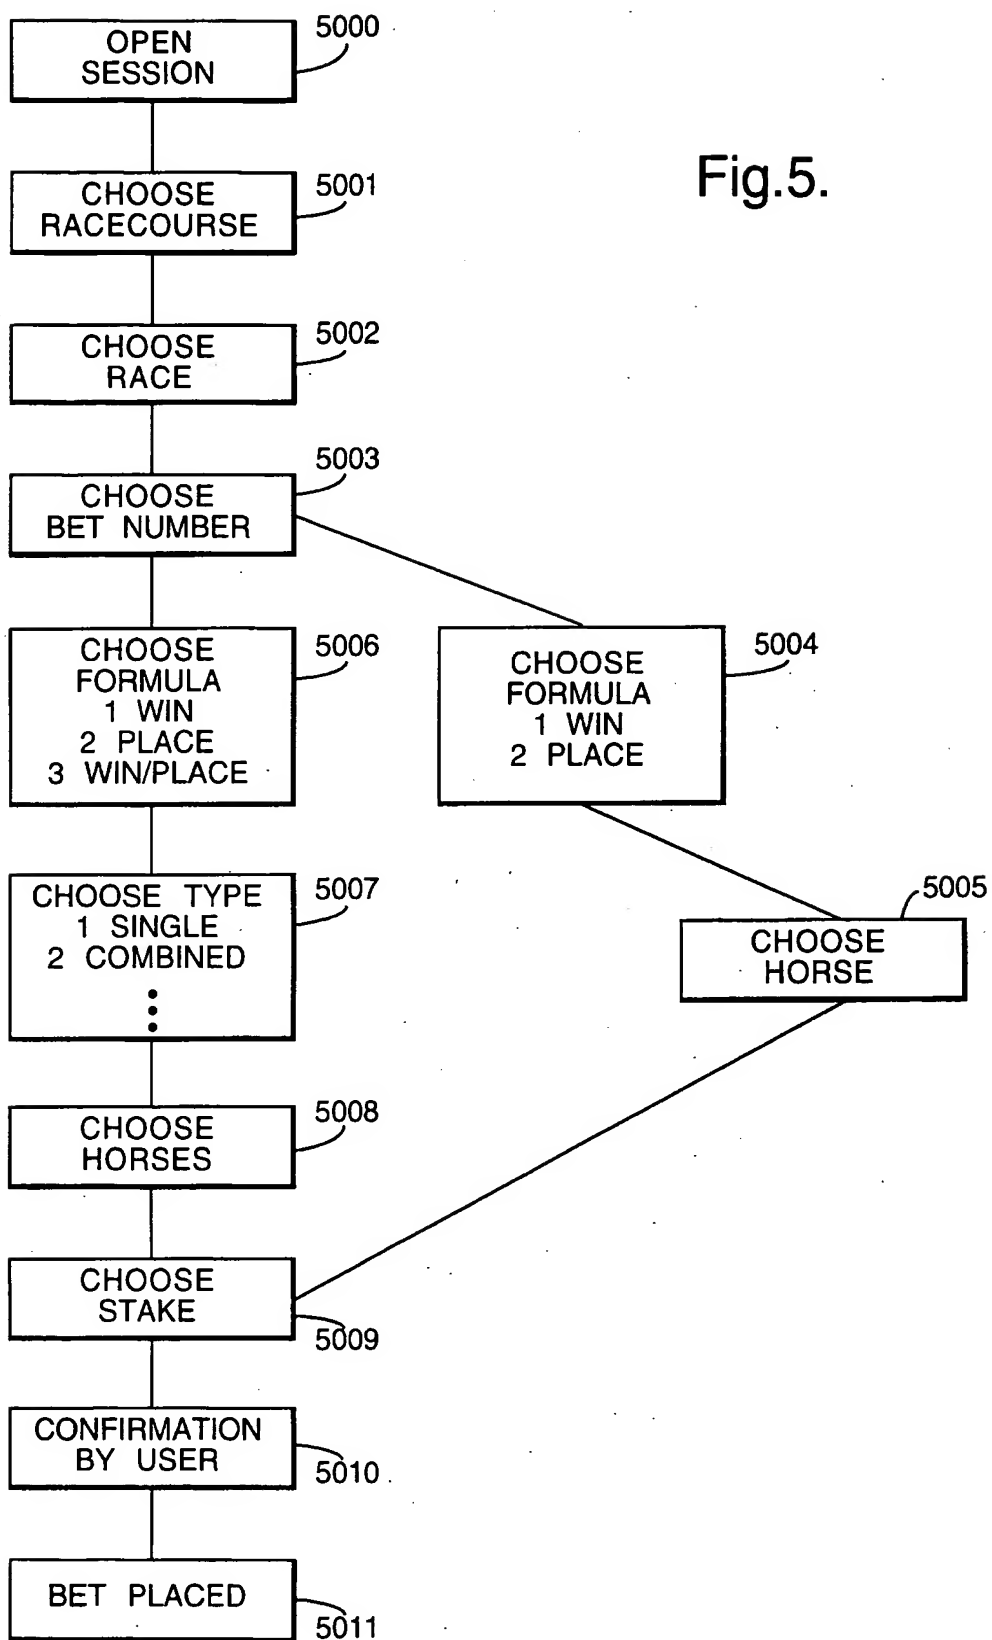 5000
OPEN
SESSION
Fig.5.
5001
CHOOSE
RACECOURSE
5002
CHOOSE
RACE
5003
CHOOSE
BET NUMBER
5006
CHOOSE
FORMULA
1 WIN
2 PLACE
3 WIN/PLACE
5004
CHOOSE
FORMULA
1 WIN
2 PLACE
5007
CHOOSE TYPE
1 SINGLE
2 COMBINED
5005
CHOOSE
HORSE
5008
CHOOSE
HORSES
CHOOSE
STAKE
5009
CONFIRMATION
BY USER
5010
BET PLACED
5011